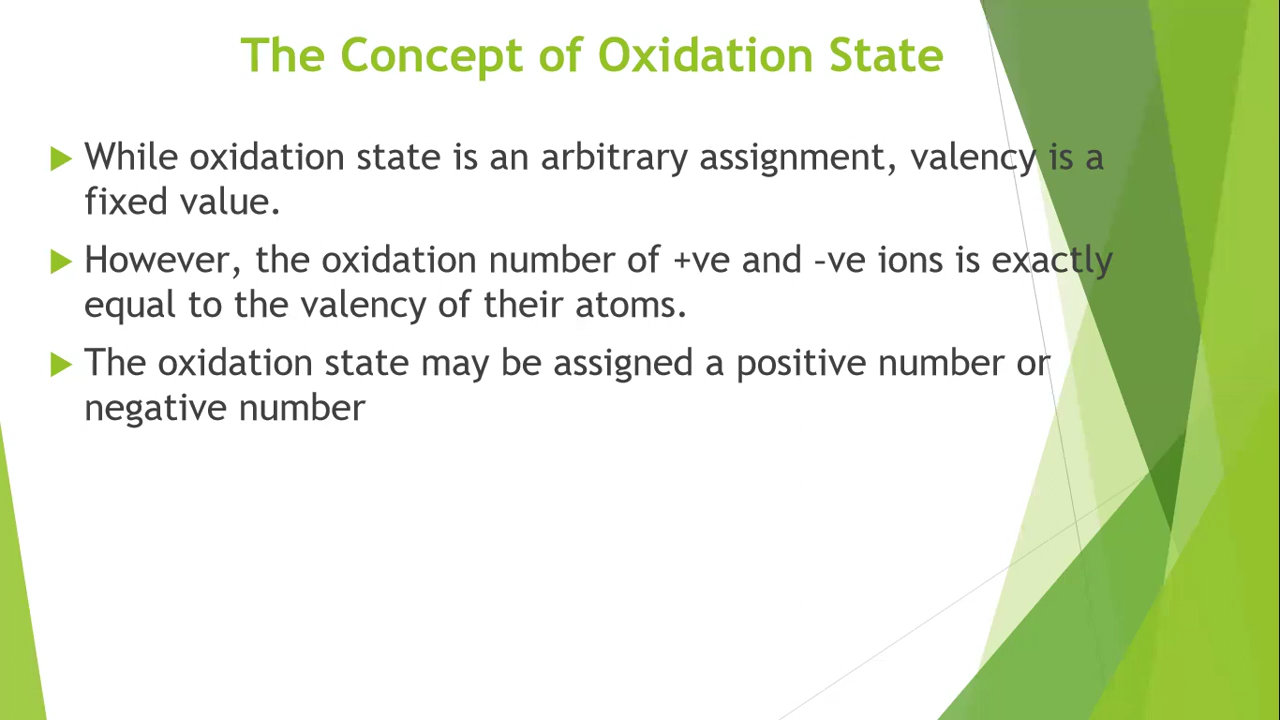 The Concept of Oxidation State
While oxidation state is an arbitrary assignment, valency is a
fixed value.
However, the oxidation number of +ve and –ve ions is exactly
equal to the valency of their atoms.
The oxidation state may be assigned a positive number or
negative number